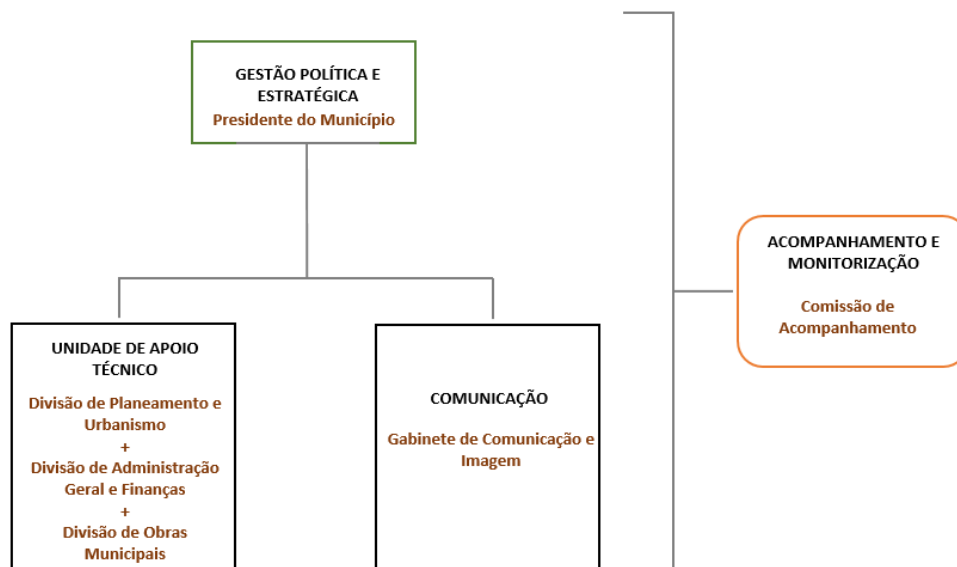 GESTÃO POLÍTICA E
ESTRATÉGICA
Presidente do Município
ACOMPANHAMENTO E
MONITORIZAÇÃO
Comissão de
Acompanhamento
UNIDADE DE APOIO
TÉCNICO
Divisão de Planeamento e
Urbanismo
+
Divisão de Administração
Geral e Finanças
+
Divisão de Obras
Municipais
COMUNICAÇÃO
Gabinete de Comunicação e
Imagem